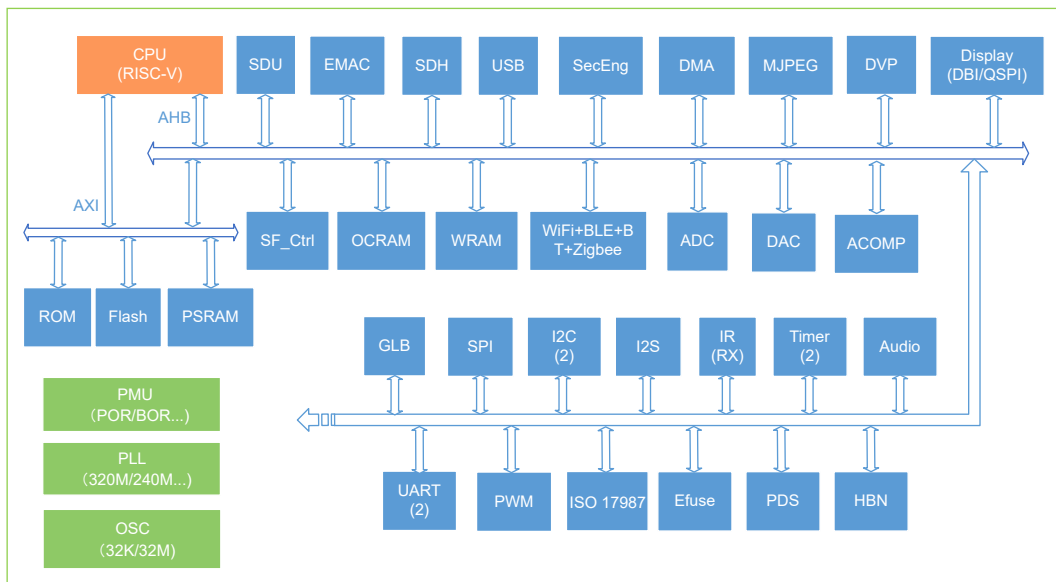 CPU
(RISC-V)
SDU
EMAC
SDH
USB
SecEng
DMA
MJPEG
DVP
Display
(DBI/QSPI)
AHB
AXI
SF_Ctrl
OCRAM
WRAM
WiFi+BLE+B
T+Zigbee
ADC
DAC
ACOMP
ROM
Flash
PSRAM
GLB
SPI
I2C
(2)
I2S
IR
(RX)
Timer
(2)
Audio
PMU
（POR/BOR...)
PLL
(320M/240M...)
OSC
（32K/32M)
UART
(2)
PWM
ISO 17987
Efuse
PDS
HBN